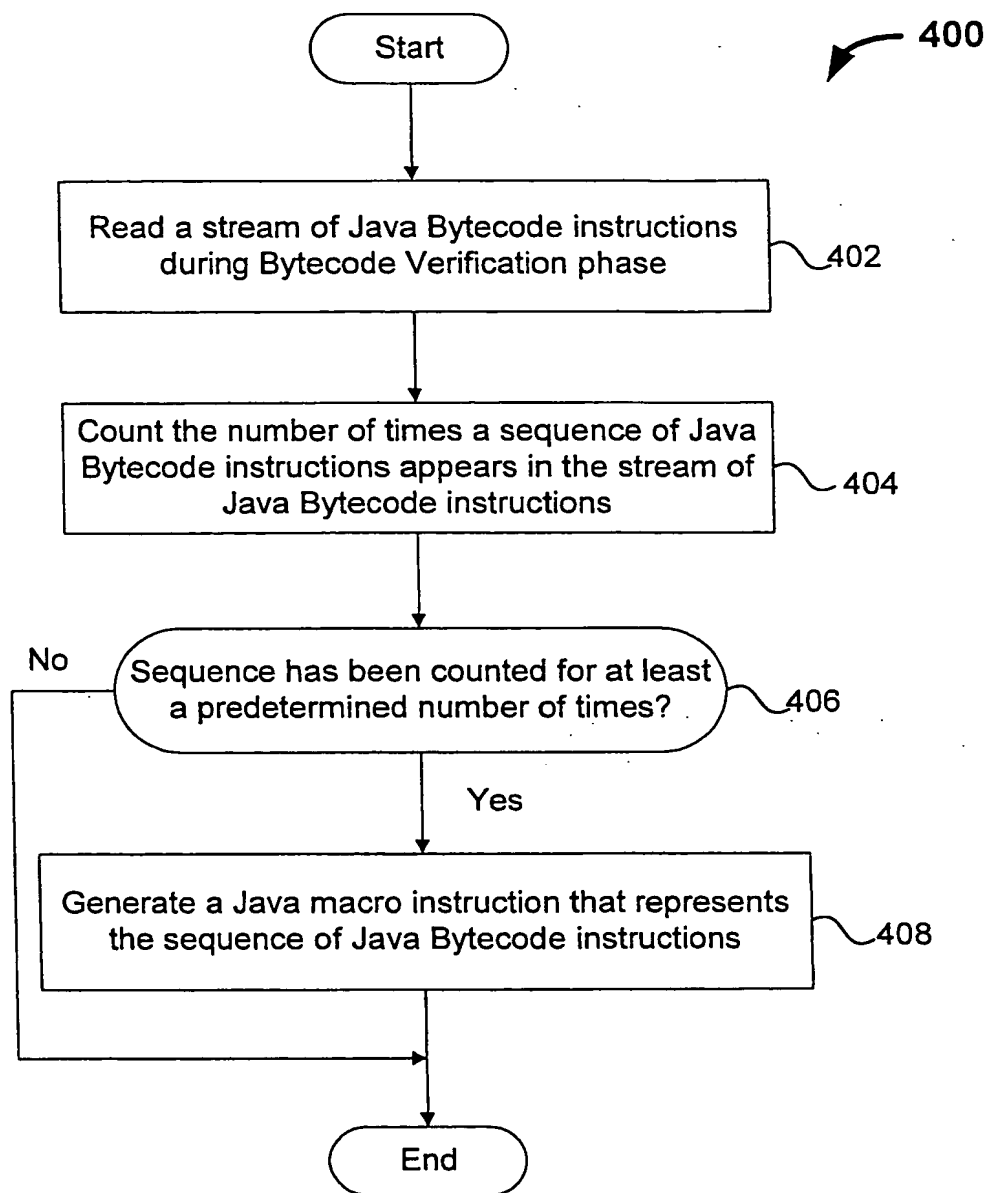 Start
400
Read a stream of Java Bytecode instructions
during Bytecode Verification phase
402
Count the number of times a sequence of Java
Bytecode instructions appears in the stream of
Java Bytecode instructions
404
No
Sequence has been counted for at least
a predetermined number of times?
406
Yes
Generate a Java macro instruction that represents
the sequence of Java Bytecode instructions
408
End